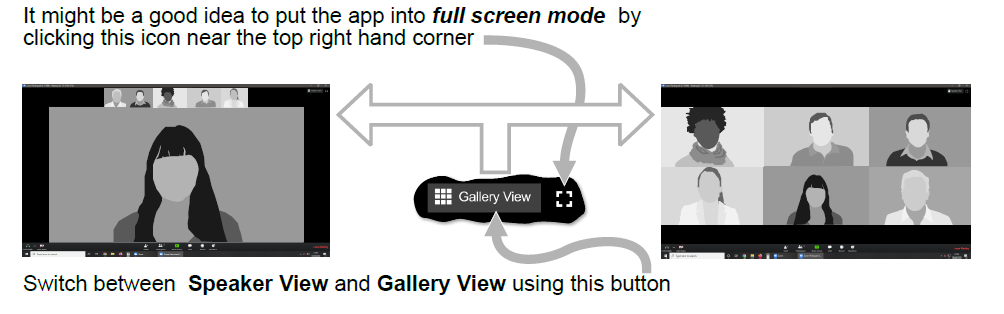 It might be a good idea to put the app into full screen mode by
clicking this icon near the top right hand corner
Gallery View
Switch between Speaker View and Gallery View using this button